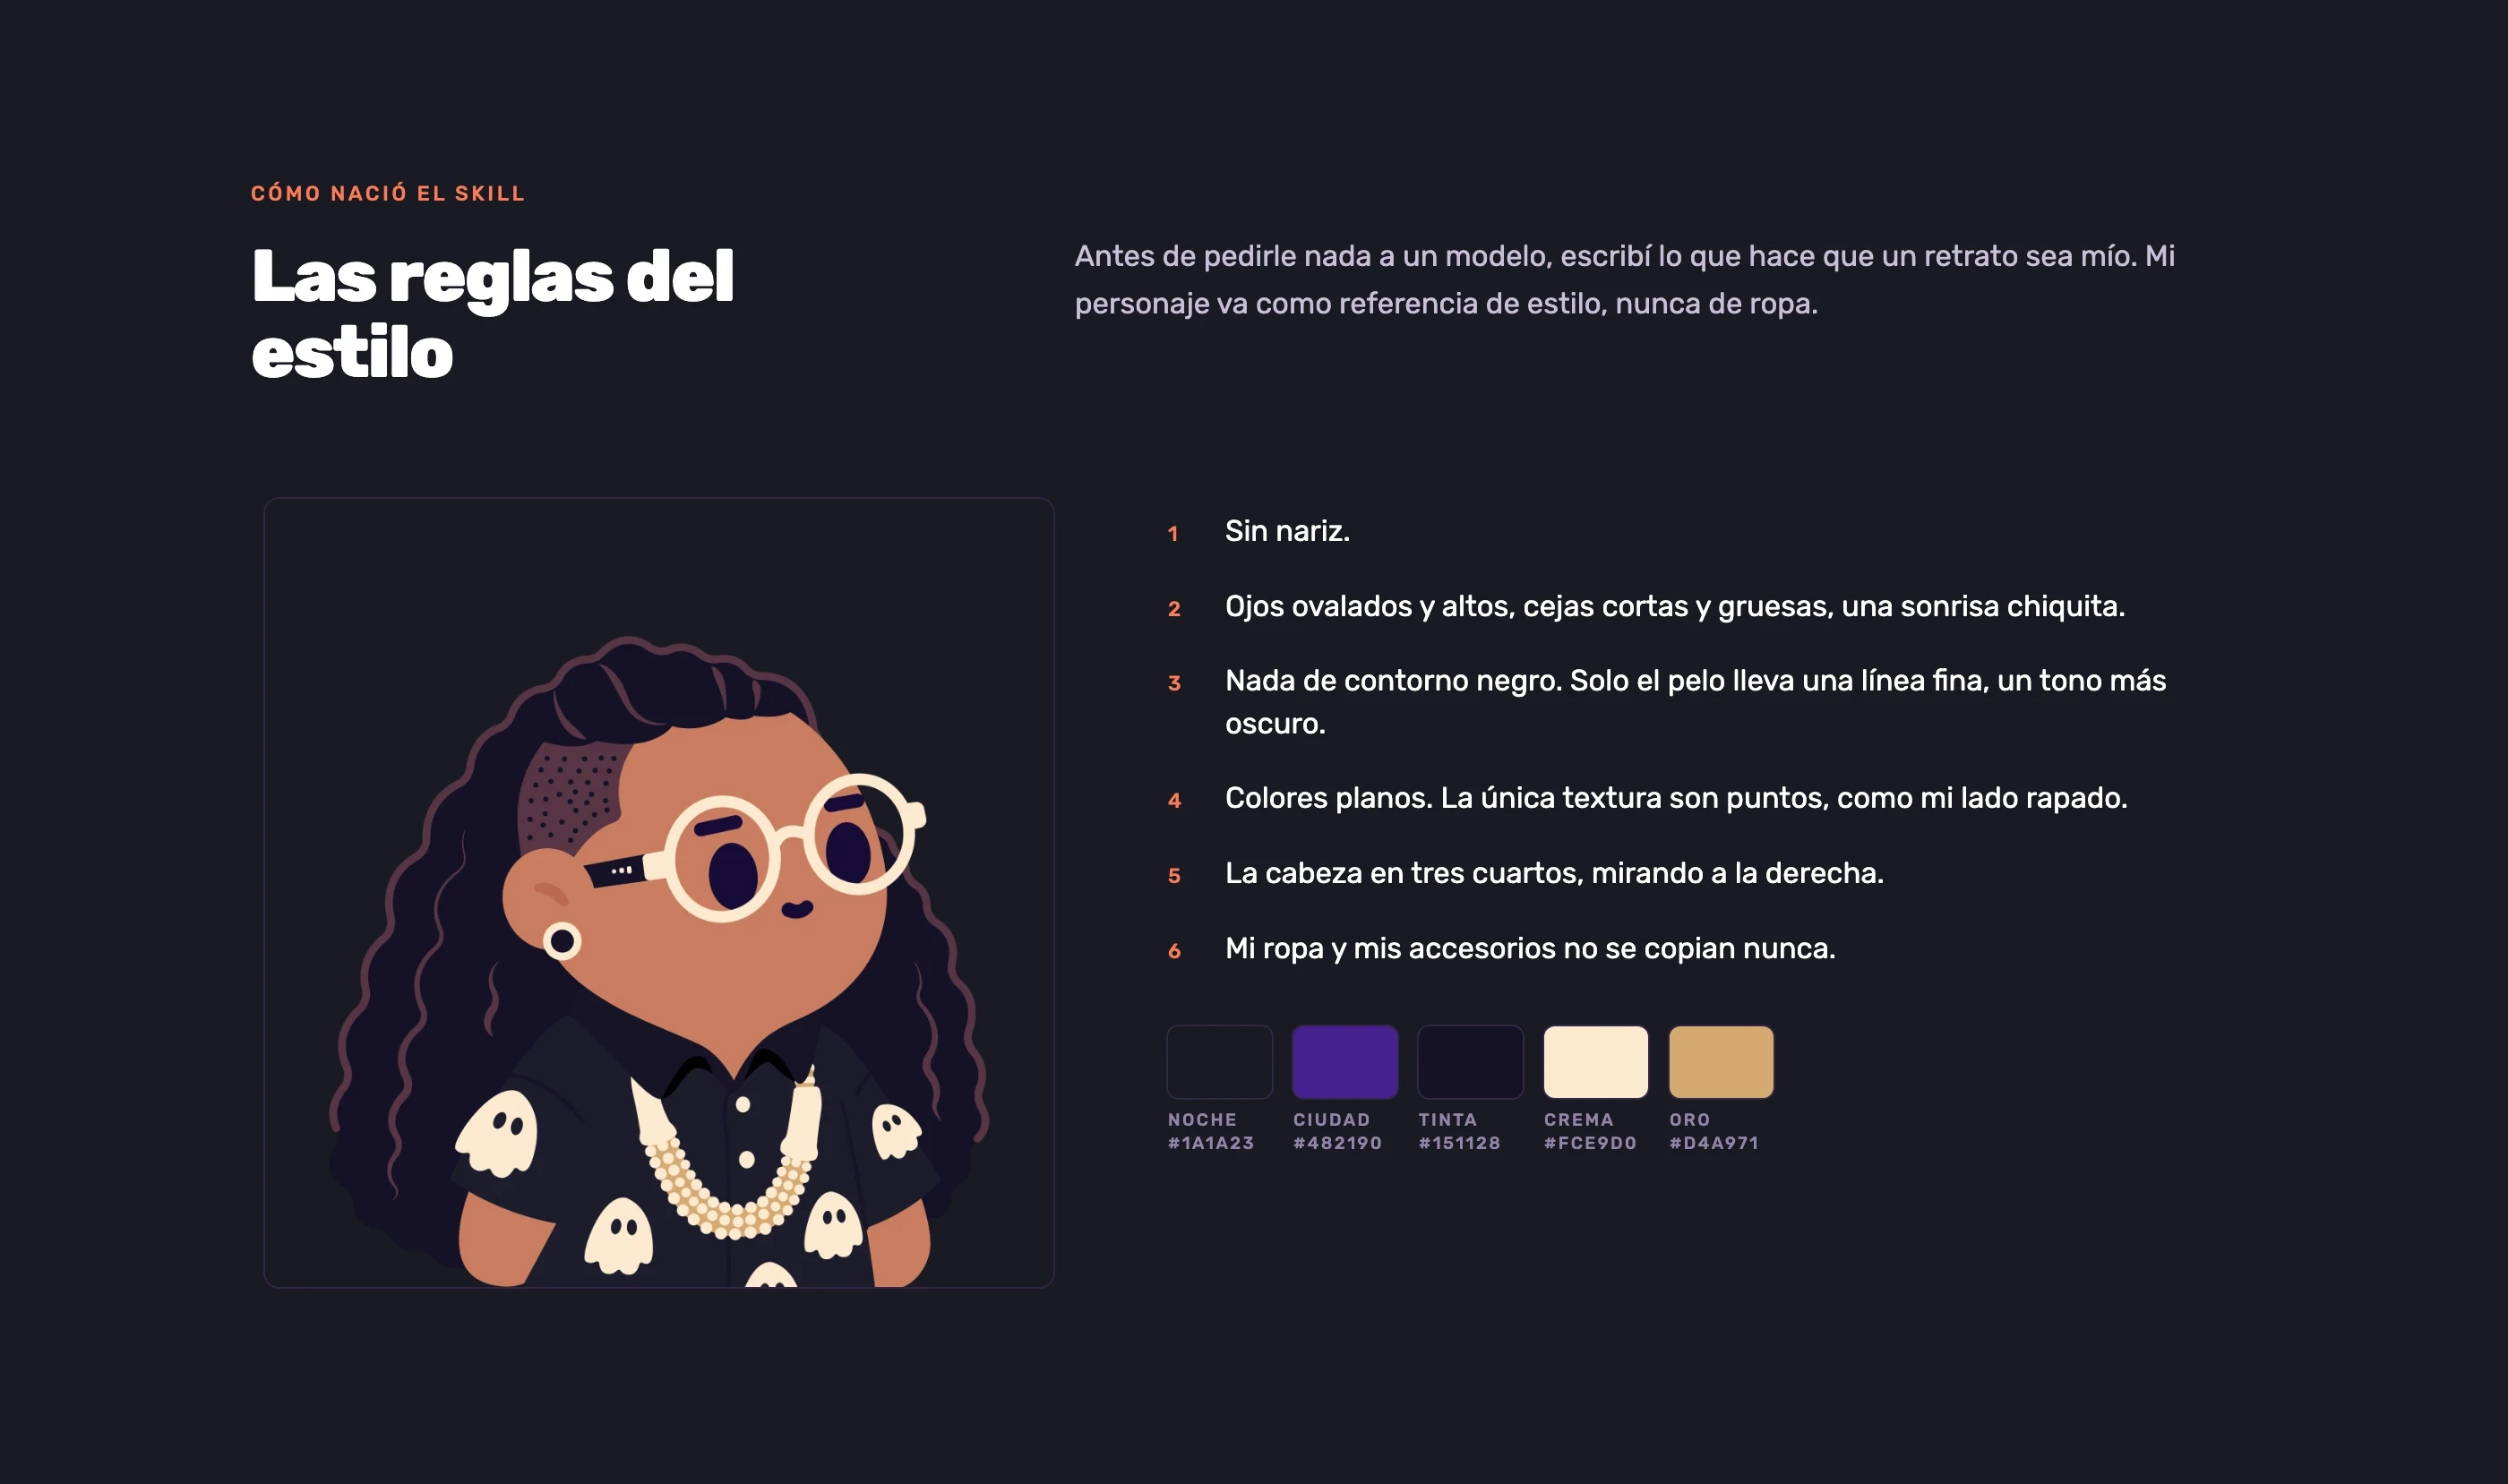 CÓMO NACIÓ EL SKILL
Las reglas del
estilo
Antes de pedirle nada a un modelo, escribí lo que hace que un retrato sea mío. Mi
personaje va como referencia de estilo, nunca de ropa.
1 Sin nariz.
2 Ojos ovalados y altos, cejas cortas y gruesas, una sonrisa chiquita.
3 Nada de contorno negro. Solo el pelo lleva una línea fina, un tono más
oscuro.
4 Colores planos. La única textura son puntos, como mi lado rapado.
5 La cabeza en tres cuartos, mirando a la derecha.
6 Mi ropa y mis accesorios no se copian nunca.
NOCHE CIUDAD TINTA CREMA ORO
#1A1A23 #482190 #151128 #FCE9D0 #D4A971